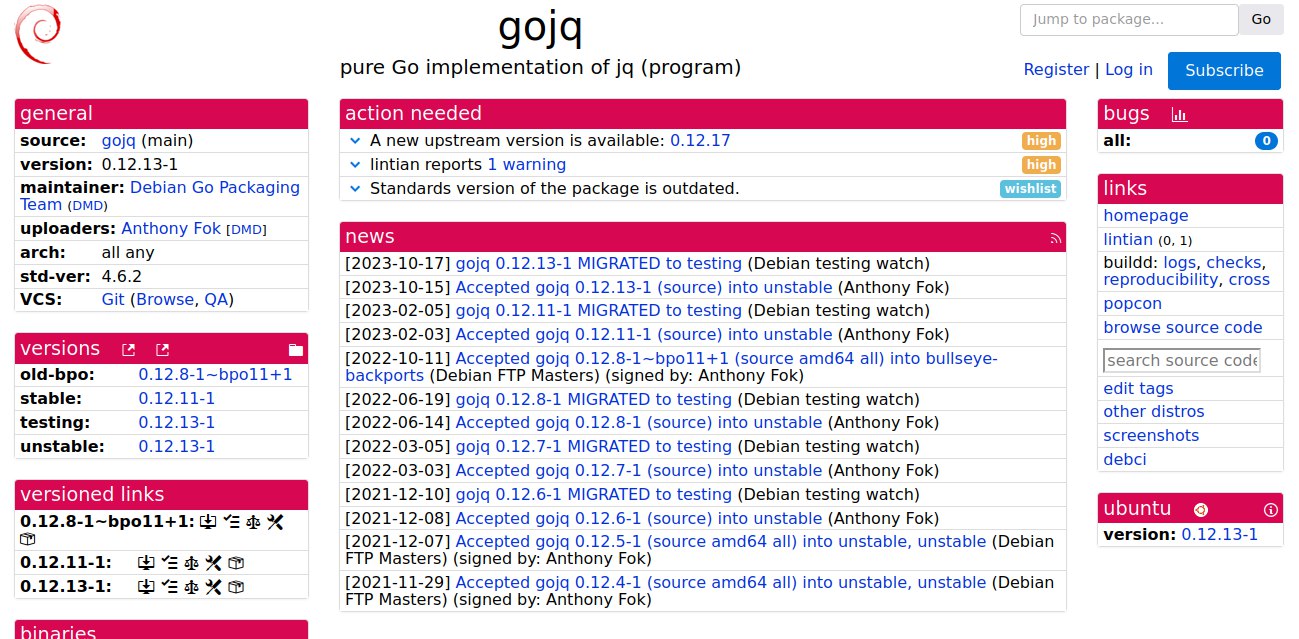 gojq
Jump to package...
Go
pure Go implementation of jq (program)
Register | Log in
Subscribe
general
source: gojq (main)
version: 0.12.13-1
maintainer: Debian Go Packaging
Team (DMD)
uploaders: Anthony Fok [DMD]
arch: all any
std-ver: 4.6.2
VCS: Git (Browse, QA)
versions
old-bpo: 0.12.8-1~bpo11+1
stable: 0.12.11-1
testing: 0.12.13-1
unstable: 0.12.13-1
versioned links
0.12.8-1~bpo11+1:
0.12.11-1:
0.12.13-1:
binaries
action needed
A new upstream version is available: 0.12.17 high
lintian reports 1 warning high
Standards version of the package is outdated. wishlist
news
[2023-10-17] gojq 0.12.13-1 MIGRATED to testing (Debian testing watch)
[2023-10-15] Accepted gojq 0.12.13-1 (source) into unstable (Anthony Fok)
[2023-02-05] gojq 0.12.11-1 MIGRATED to testing (Debian testing watch)
[2023-02-03] Accepted gojq 0.12.11-1 (source) into unstable (Anthony Fok)
[2022-10-11] Accepted gojq 0.12.8-1~bpo11+1 (source amd64 all) into bullseye-
backports (Debian FTP Masters) (signed by: Anthony Fok)
[2022-06-19] gojq 0.12.8-1 MIGRATED to testing (Debian testing watch)
[2022-06-14] Accepted gojq 0.12.8-1 (source) into unstable (Anthony Fok)
[2022-03-05] gojq 0.12.7-1 MIGRATED to testing (Debian testing watch)
[2022-03-03] Accepted gojq 0.12.7-1 (source) into unstable (Anthony Fok)
[2021-12-10] gojq 0.12.6-1 MIGRATED to testing (Debian testing watch)
[2021-12-08] Accepted gojq 0.12.6-1 (source) into unstable (Anthony Fok)
[2021-12-07] Accepted gojq 0.12.5-1 (source amd64 all) into unstable, unstable (Debian
FTP Masters) (signed by: Anthony Fok)
[2021-11-29] Accepted gojq 0.12.4-1 (source amd64 all) into unstable, unstable (Debian
FTP Masters) (signed by: Anthony Fok)
bugs
all: 0
links
homepage
lintian (0, 1)
buildd: logs, checks,
reproducibility, cross
popcon
browse source code
search source code
edit tags
other distros
screenshots
debci
ubuntu
version: 0.12.13-1